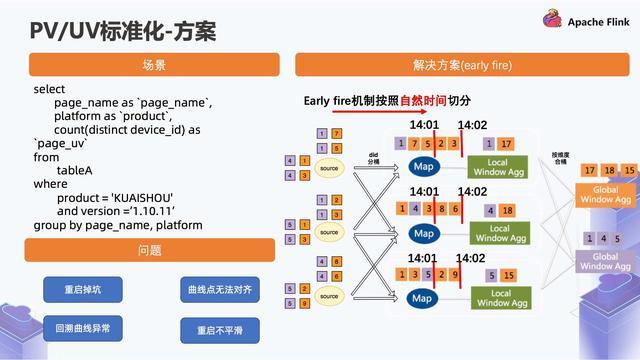 PV/UV标准化-方案
Apache Flink
场景
select
page_name as `page_name`,
platform as `product`,
count(distinct device_id) as
`page_uv`
from
tableA
where
product = 'KUAISHOU'
and version ='1.10.11'
group by page_name, platform
问题
重启掉坑
曲线点无法对齐
回溯曲线异常
重启不平滑
解决方案(early fire)
Early fire机制按照自然时间切分
14:01 14:02
1 7
1 5
4 1
4 3
source
did
分桶
1 7 5 2 3
1 17
Map
Local
Window Agg
按维度
合桶
17 18 15
Global
Window Agg
14:01 14:02
1 2
1 3
5 1
5 3
source
1 4 3 8 6
4 18
Map
Local
Window Agg
1 4 5
Global
Window Agg
14:01 14:02
4 8
4 6
5 2
5 9
source
1 3 5 2 9
5 15
Map
Local
Window Agg